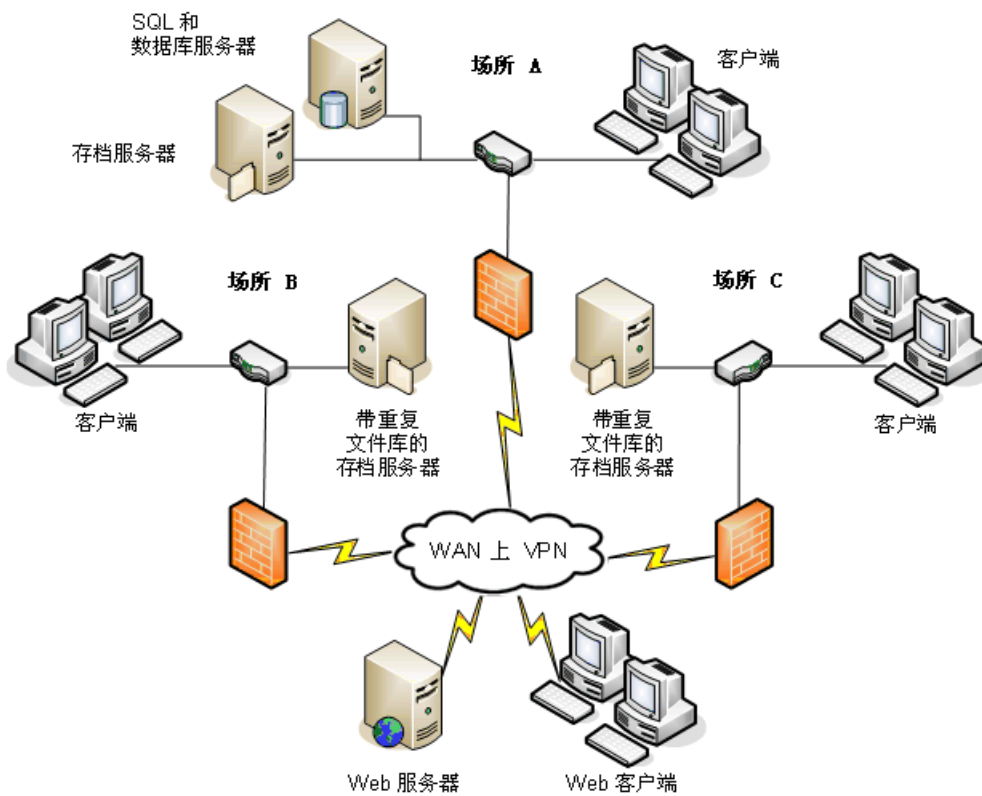 SQL 和
数据库服务器
场所 A
客户端
存档服务器
场所 B
场所 C
客户端
带重复
文件库的
存档服务器
带重复
文件库的
存档服务器
客户端
WAN 上 VPN
Web 服务器
Web 客户端